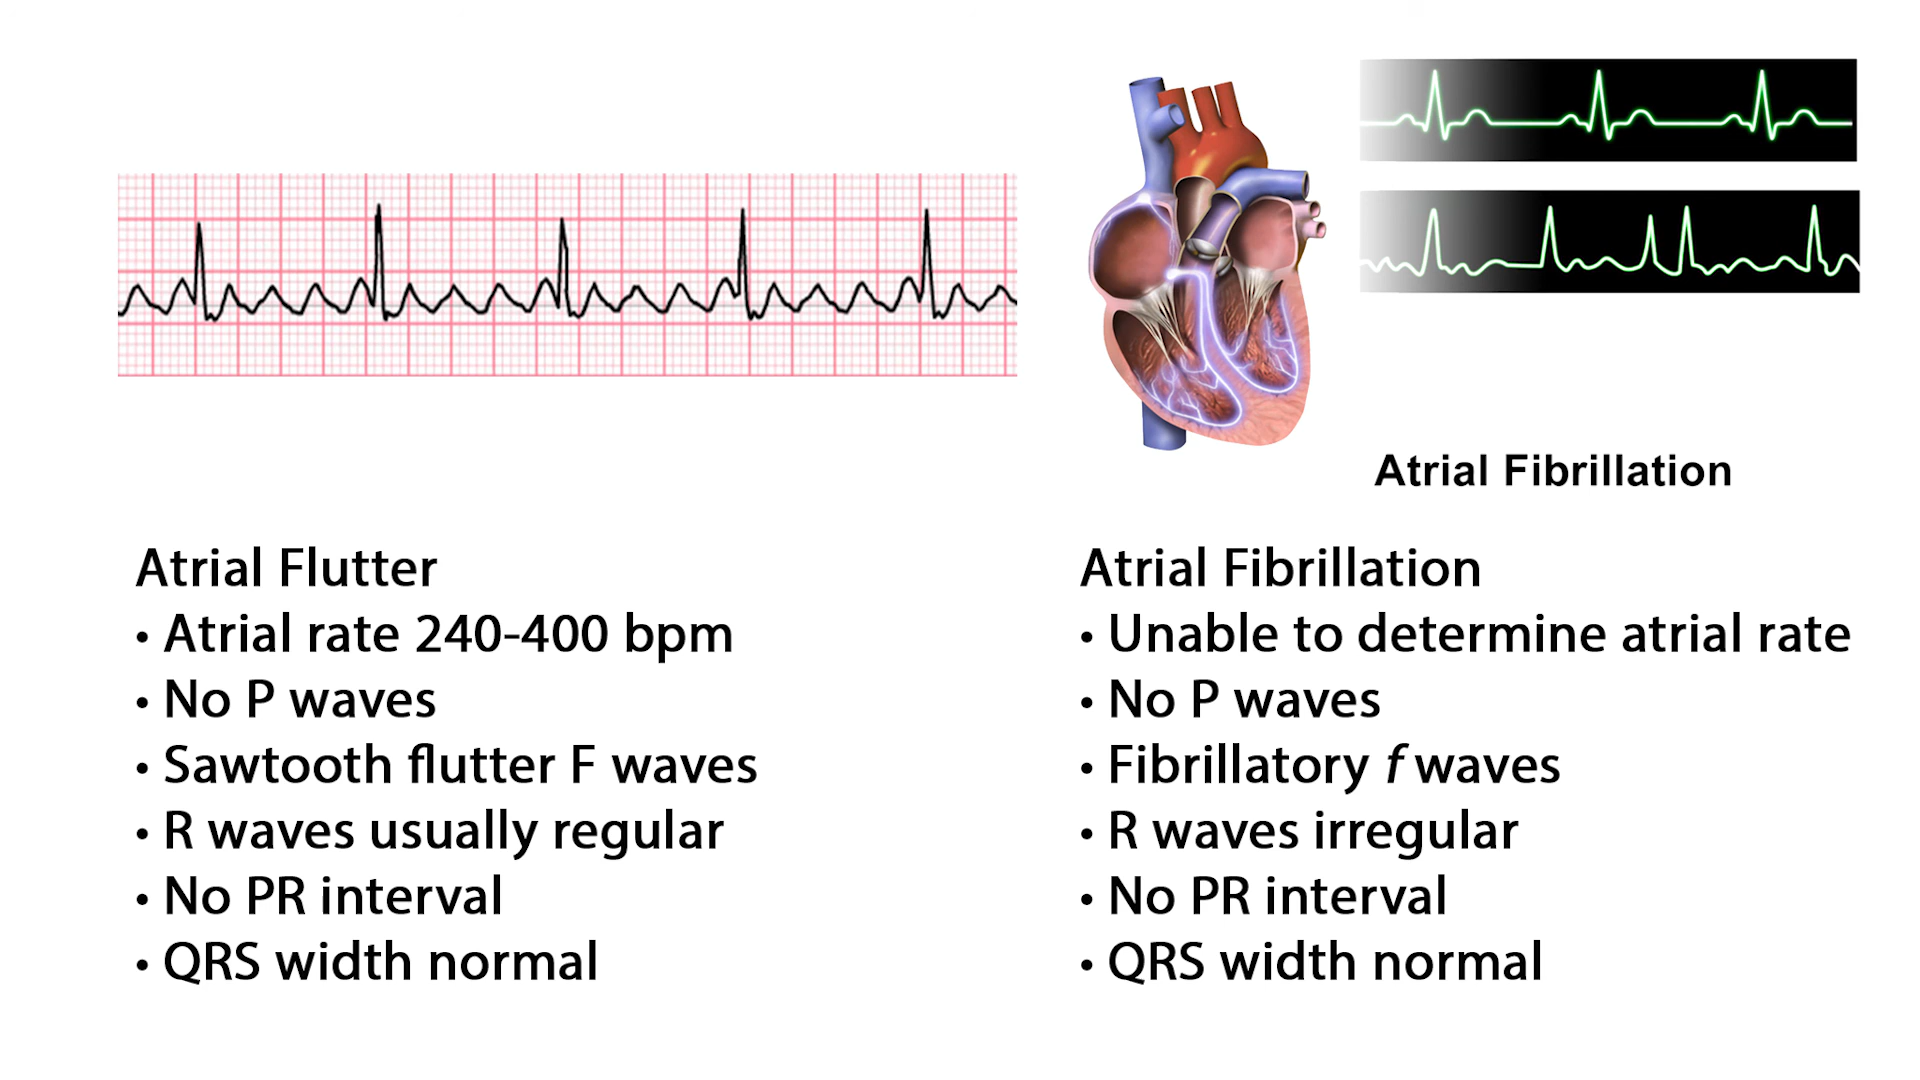 Atrial Fibrillation
Atrial Flutter
• Atrial rate 240-400 bpm
• No P waves
• Sawtooth flutter F waves
• R waves usually regular
• No PR interval
• QRS width normal
Atrial Fibrillation
• Unable to determine atrial rate
• No P waves
• Fibrillatory f waves
• R waves irregular
• No PR interval
• QRS width normal